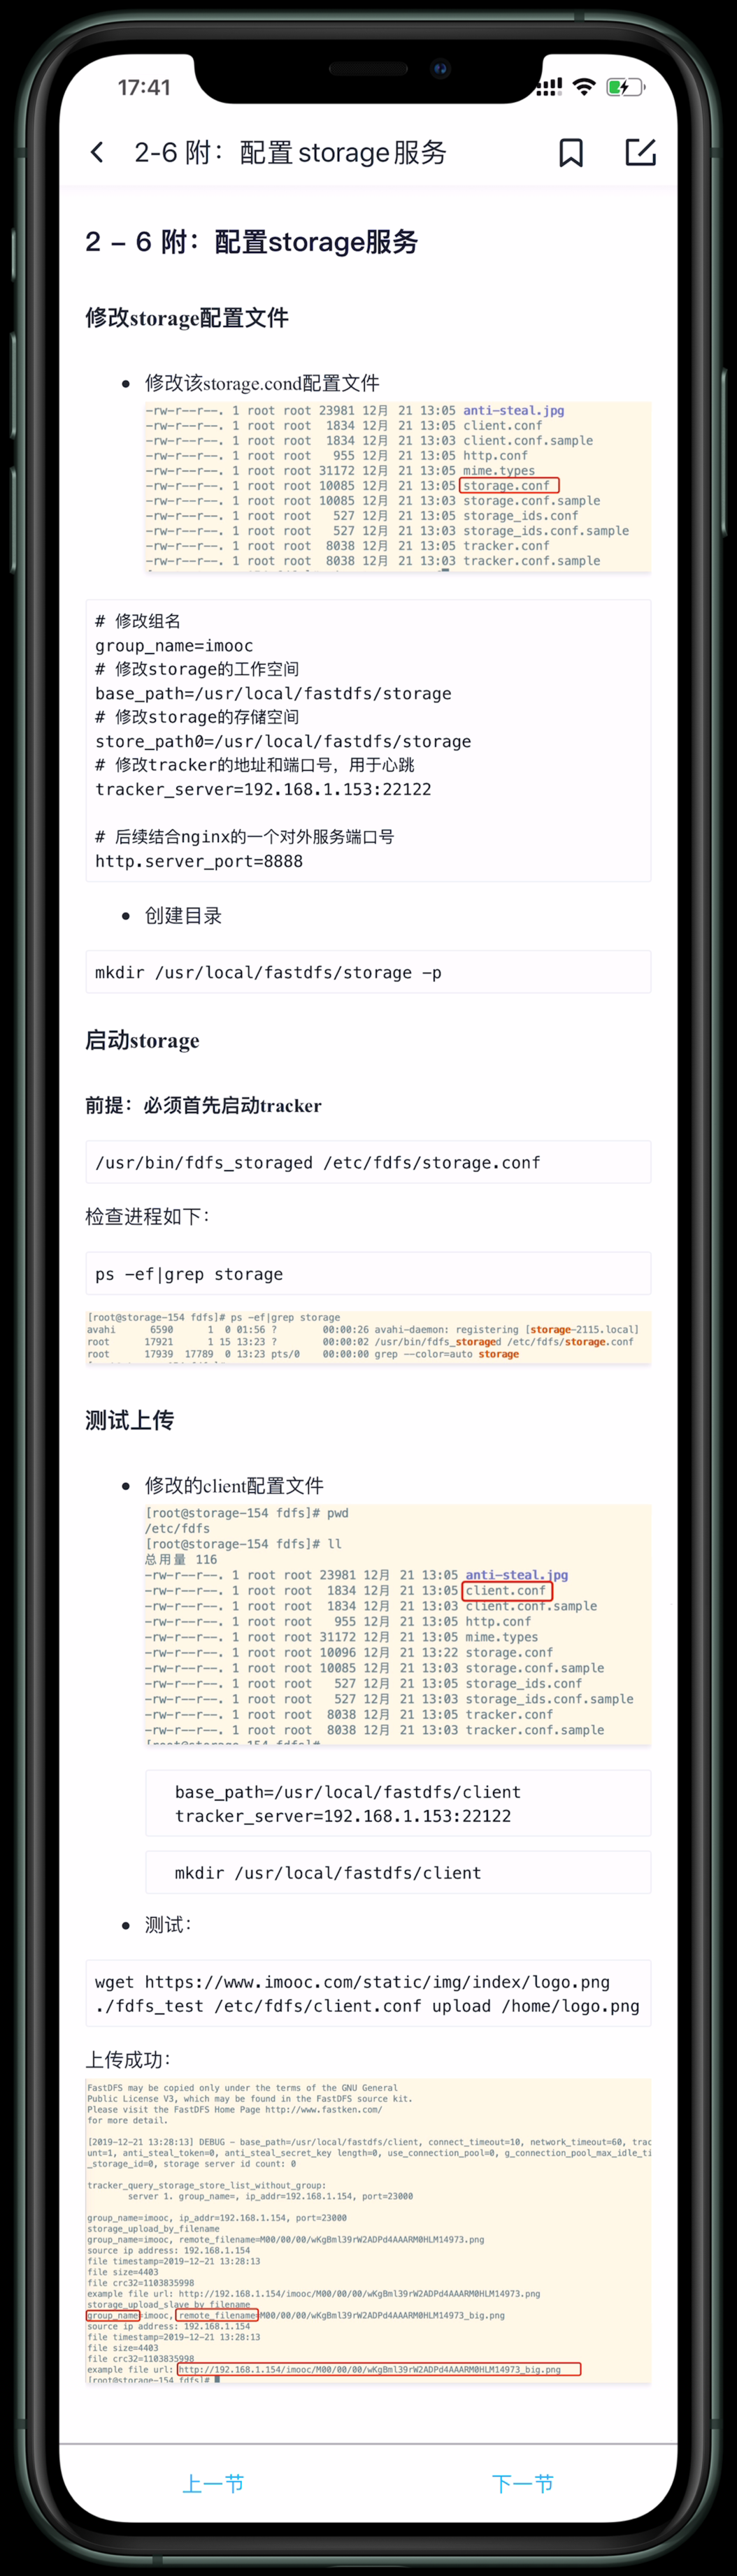 17:41
2-6 附：配置 storage 服务
2 – 6 附：配置storage服务
修改storage配置文件
修改该storage.cond配置文件
-rw-r--r--. 1 root root 23981 12月 21 13:05 anti-steal.jpg
-rw-r--r--. 1 root root 1834 12月 21 13:05 client.conf
-rw-r--r--. 1 root root 1834 12月 21 13:03 client.conf.sample
-rw-r--r--. 1 root root 955 12月 21 13:05 http.conf
-rw-r--r--. 1 root root 31172 12月 21 13:05 mime.types
-rw-r--r--. 1 root root 10085 12月 21 13:05 storage.conf
-rw-r--r--. 1 root root 10085 12月 21 13:03 storage.conf.sample
-rw-r--r--. 1 root root 527 12月 21 13:05 storage_ids.conf
-rw-r--r--. 1 root root 527 12月 21 13:03 storage_ids.conf.sample
-rw-r--r--. 1 root root 8038 12月 21 13:05 tracker.conf
-rw-r--r--. 1 root root 8038 12月 21 13:03 tracker.conf.sample
# 修改组名
group_name=imooc
# 修改storage的工作空间
base_path=/usr/local/fastdfs/storage
# 修改storage的存储空间
store_path0=/usr/local/fastdfs/storage
# 修改tracker的地址和端口号，用于心跳
tracker_server=192.168.1.153:22122
# 后续结合nginx的一个对外服务端口号
http.server_port=8888
创建目录
mkdir /usr/local/fastdfs/storage -p
启动storage
前提：必须首先启动tracker
/usr/bin/fdfs_storaged /etc/fdfs/storage.conf
检查进程如下：
ps -ef|grep storage
[root@storage-154 fdfs]# ps -ef|grep storage
avahi 6590 1 0 01:56 ? 00:00:26 avahi-daemon: registering [storage-2115.local]
root 17921 1 15 13:23 ? 00:00:02 /usr/bin/fdfs_storaged /etc/fdfs/storage.conf
root 17939 17789 0 13:23 pts/0 00:00:00 grep --color=auto storage
测试上传
修改的client配置文件
[root@storage-154 fdfs]# pwd
/etc/fdfs
[root@storage-154 fdfs]# ll
总用量 116
-rw-r--r--. 1 root root 23981 12月 21 13:05 anti-steal.jpg
-rw-r--r--. 1 root root 1834 12月 21 13:05 client.conf
-rw-r--r--. 1 root root 1834 12月 21 13:03 client.conf.sample
-rw-r--r--. 1 root root 955 12月 21 13:05 http.conf
-rw-r--r--. 1 root root 31172 12月 21 13:05 mime.types
-rw-r--r--. 1 root root 10096 12月 21 13:22 storage.conf
-rw-r--r--. 1 root root 10085 12月 21 13:03 storage.conf.sample
-rw-r--r--. 1 root root 527 12月 21 13:05 storage_ids.conf
-rw-r--r--. 1 root root 527 12月 21 13:03 storage_ids.conf.sample
-rw-r--r--. 1 root root 8038 12月 21 13:05 tracker.conf
-rw-r--r--. 1 root root 8038 12月 21 13:03 tracker.conf.sample
[root@storage-154 fdfs]#
base_path=/usr/local/fastdfs/client
tracker_server=192.168.1.153:22122
mkdir /usr/local/fastdfs/client
测试：
wget https://www.imooc.com/static/img/index/logo.png
./fdfs_test /etc/fdfs/client.conf upload /home/logo.png
上传成功：
FastDFS may be copied only under the terms of the GNU General
Public License V3, which may be found in the FastDFS source kit.
Please visit the FastDFS Home Page http://www.fastken.com/
for more detail.
[2019-12-21 13:28:13] DEBUG - base_path=/usr/local/fastdfs/client, connect_timeout=10, network_timeout=60, trac
unt=1, anti_steal_token=0, anti_steal_secret_key length=0, use_connection_pool=0, g_connection_pool_max_idle_ti
_storage_id=0, storage server id count: 0
tracker_query_storage_store_list_without_group:
server 1. group_name=, ip_addr=192.168.1.154, port=23000
group_name=imooc, ip_addr=192.168.1.154, port=23000
storage_upload_by_filename
group_name=imooc, remote_filename=M00/00/00/wKgBml39rW2ADPd4AAARM0HLM14973.png
source ip address: 192.168.1.154
file timestamp=2019-12-21 13:28:13
file size=4403
file crc32=1103835998
example file url: http://192.168.1.154/imooc/M00/00/00/wKgBml39rW2ADPd4AAARM0HLM14973.png
storage_upload_slave_by_filename
group_name=imooc, remote_filename=M00/00/00/wKgBml39rW2ADPd4AAARM0HLM14973_big.png
source ip address: 192.168.1.154
file timestamp=2019-12-21 13:28:13
file size=4403
file crc32=1103835998
example file url: http://192.168.1.154/imooc/M00/00/00/wKgBml39rW2ADPd4AAARM0HLM14973_big.png
[root@storage-154 fdfs]#
上一节
下一节